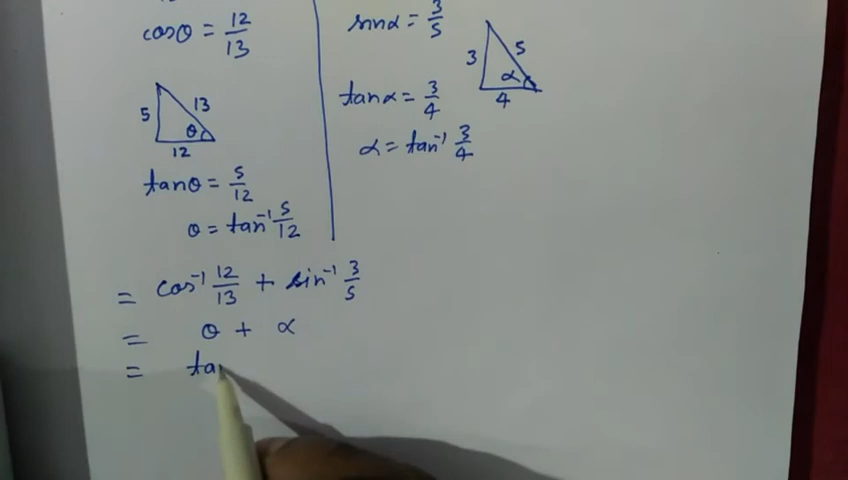 cosθ = 12/13
5 13 θ 12
tanθ = 5/12
θ = tan⁻¹ 5/12
sinα = 3/5
3 5 α 4
tanα = 3/4
α = tan⁻¹ 3/4
= cos⁻¹ 12/13 + sin⁻¹ 3/5
= θ + α
= ta